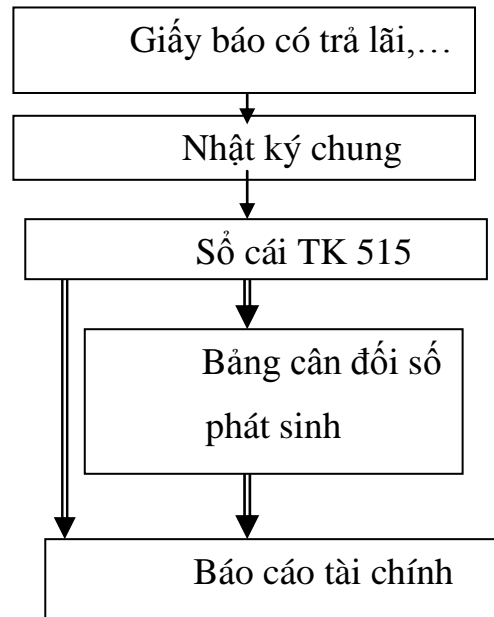 Giấy báo có trả lãi,…
Nhật ký chung
Sổ cái TK 515
Bảng cân đối số
phát sinh
Báo cáo tài chính